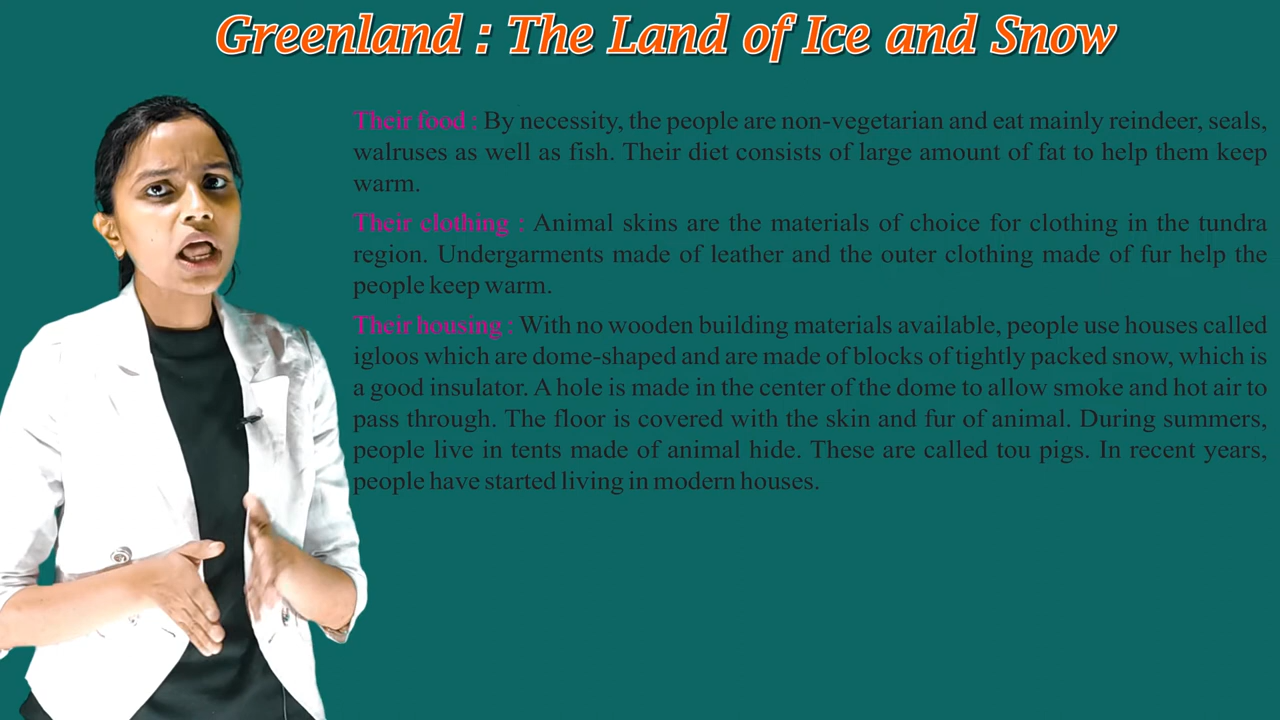 Greenland : The Land of Ice and Snow
Their food : By necessity, the people are non-vegetarian and eat mainly reindeer, seals,
walruses as well as fish. Their diet consists of large amount of fat to help them keep
warm.
Their clothing : Animal skins are the materials of choice for clothing in the tundra
region. Undergarments made of leather and the outer clothing made of fur help the
people keep warm.
Their housing : With no wooden building materials available, people use houses called
igloos which are dome-shaped and are made of blocks of tightly packed snow, which is
a good insulator. A hole is made in the center of the dome to allow smoke and hot air to
pass through. The floor is covered with the skin and fur of animal. During summers,
people live in tents made of animal hide. These are called tou pigs. In recent years,
people have started living in modern houses.